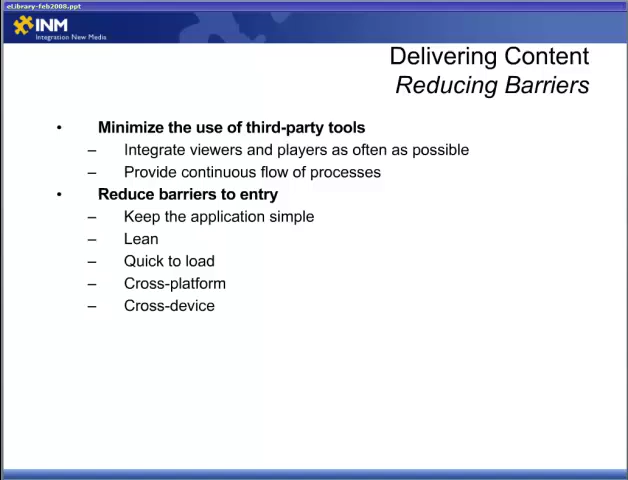 eLibrary-feb2008.ppt
INM
Integration New Media
Delivering Content
Reducing Barriers
• Minimize the use of third-party tools
– Integrate viewers and players as often as possible
– Provide continuous flow of processes
• Reduce barriers to entry
– Keep the application simple
– Lean
– Quick to load
– Cross-platform
– Cross-device